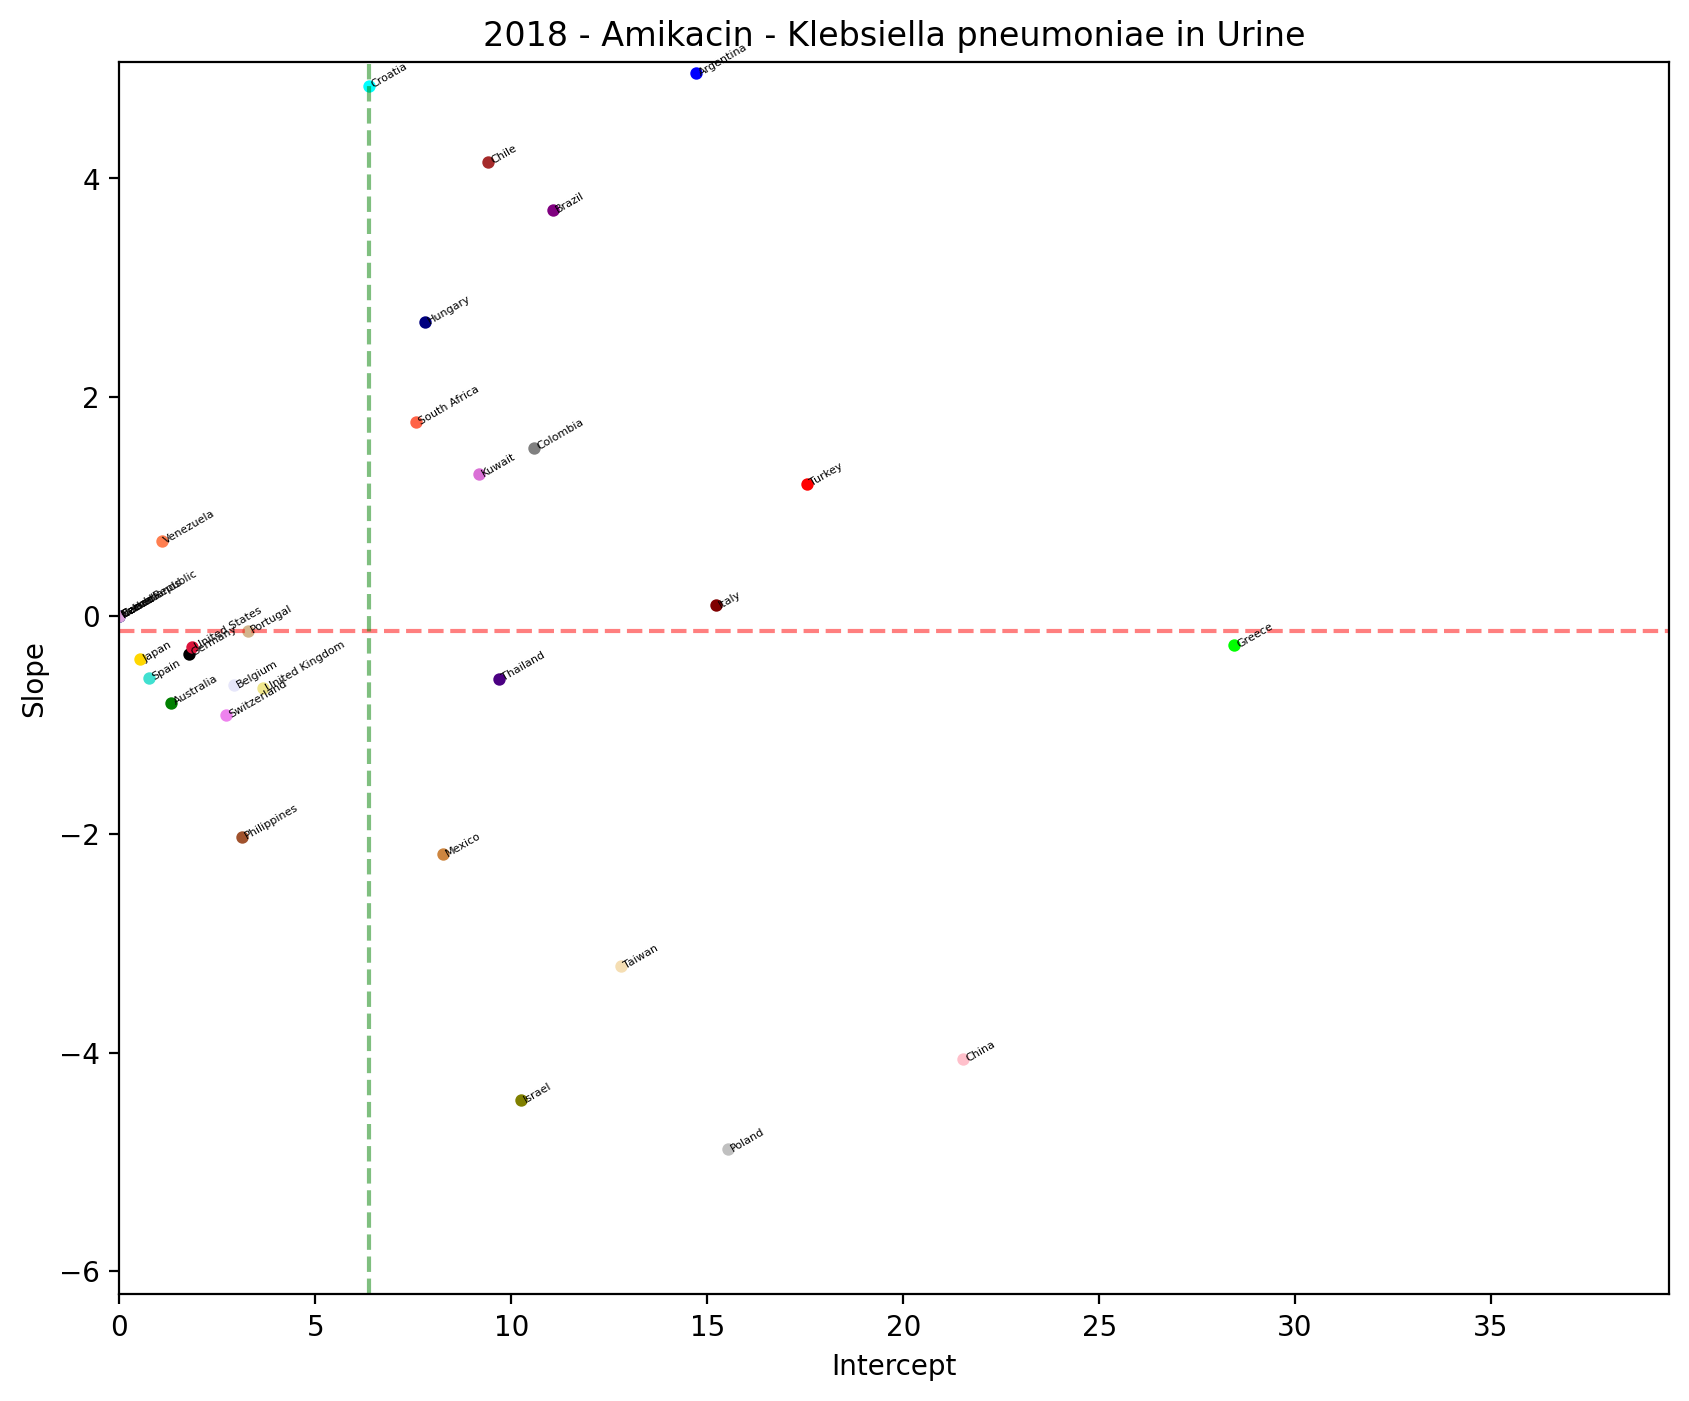 2018 - Amikacin - Klebsiella pneumoniae in Urine
Argentina
Croatia
Chile
Brazil
Hungary
South Africa
Colombia
Kuwait
Turkey
Venezuela
Italy
United States
Portugal
Germany
Greece
Japan
Spain
Belgium
United Kingdom
Thailand
Australia
Switzerland
Philippines
Mexico
Taiwan
China
Israel
Poland
4
2
0
−2
−4
−6
Slope
0 5 10 15 20 25 30 35
Intercept